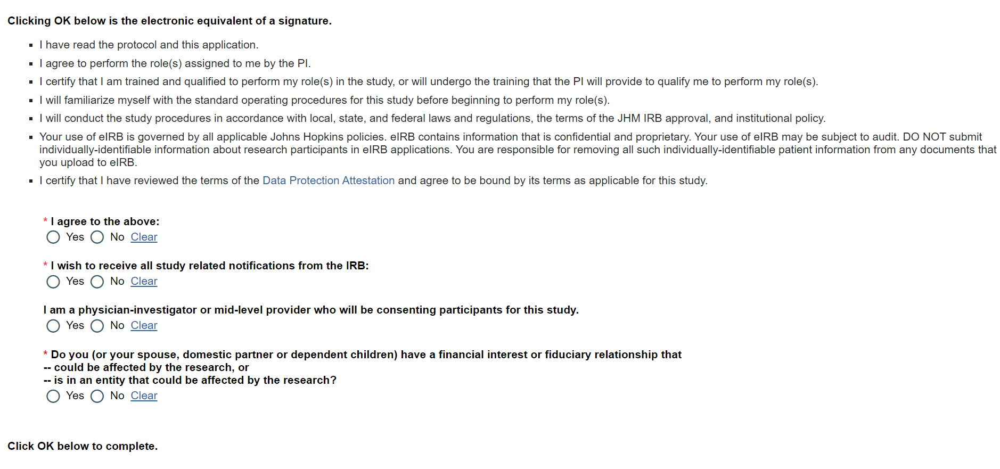 Clicking OK below is the electronic equivalent of a signature.
▪ I have read the protocol and this application.
▪ I agree to perform the role(s) assigned to me by the PI.
▪ I certify that I am trained and qualified to perform my role(s) in the study, or will undergo the training that the PI will provide to qualify me to perform my role(s).
▪ I will familiarize myself with the standard operating procedures for this study before beginning to perform my role(s).
▪ I will conduct the study procedures in accordance with local, state, and federal laws and regulations, the terms of the JHM IRB approval, and institutional policy.
▪ Your use of eIRB is governed by all applicable Johns Hopkins policies. eIRB contains information that is confidential and proprietary. Your use of eIRB may be subject to audit. DO NOT submit
individually-identifiable information about research participants in eIRB applications. You are responsible for removing all such individually-identifiable patient information from any documents that
you upload to eIRB.
▪ I certify that I have reviewed the terms of the Data Protection Attestation and agree to be bound by its terms as applicable for this study.
* I agree to the above:
Yes No Clear
* I wish to receive all study related notifications from the IRB:
Yes No Clear
I am a physician-investigator or mid-level provider who will be consenting participants for this study.
Yes No Clear
* Do you (or your spouse, domestic partner or dependent children) have a financial interest or fiduciary relationship that
-- could be affected by the research, or
-- is in an entity that could be affected by the research?
Yes No Clear
Click OK below to complete.